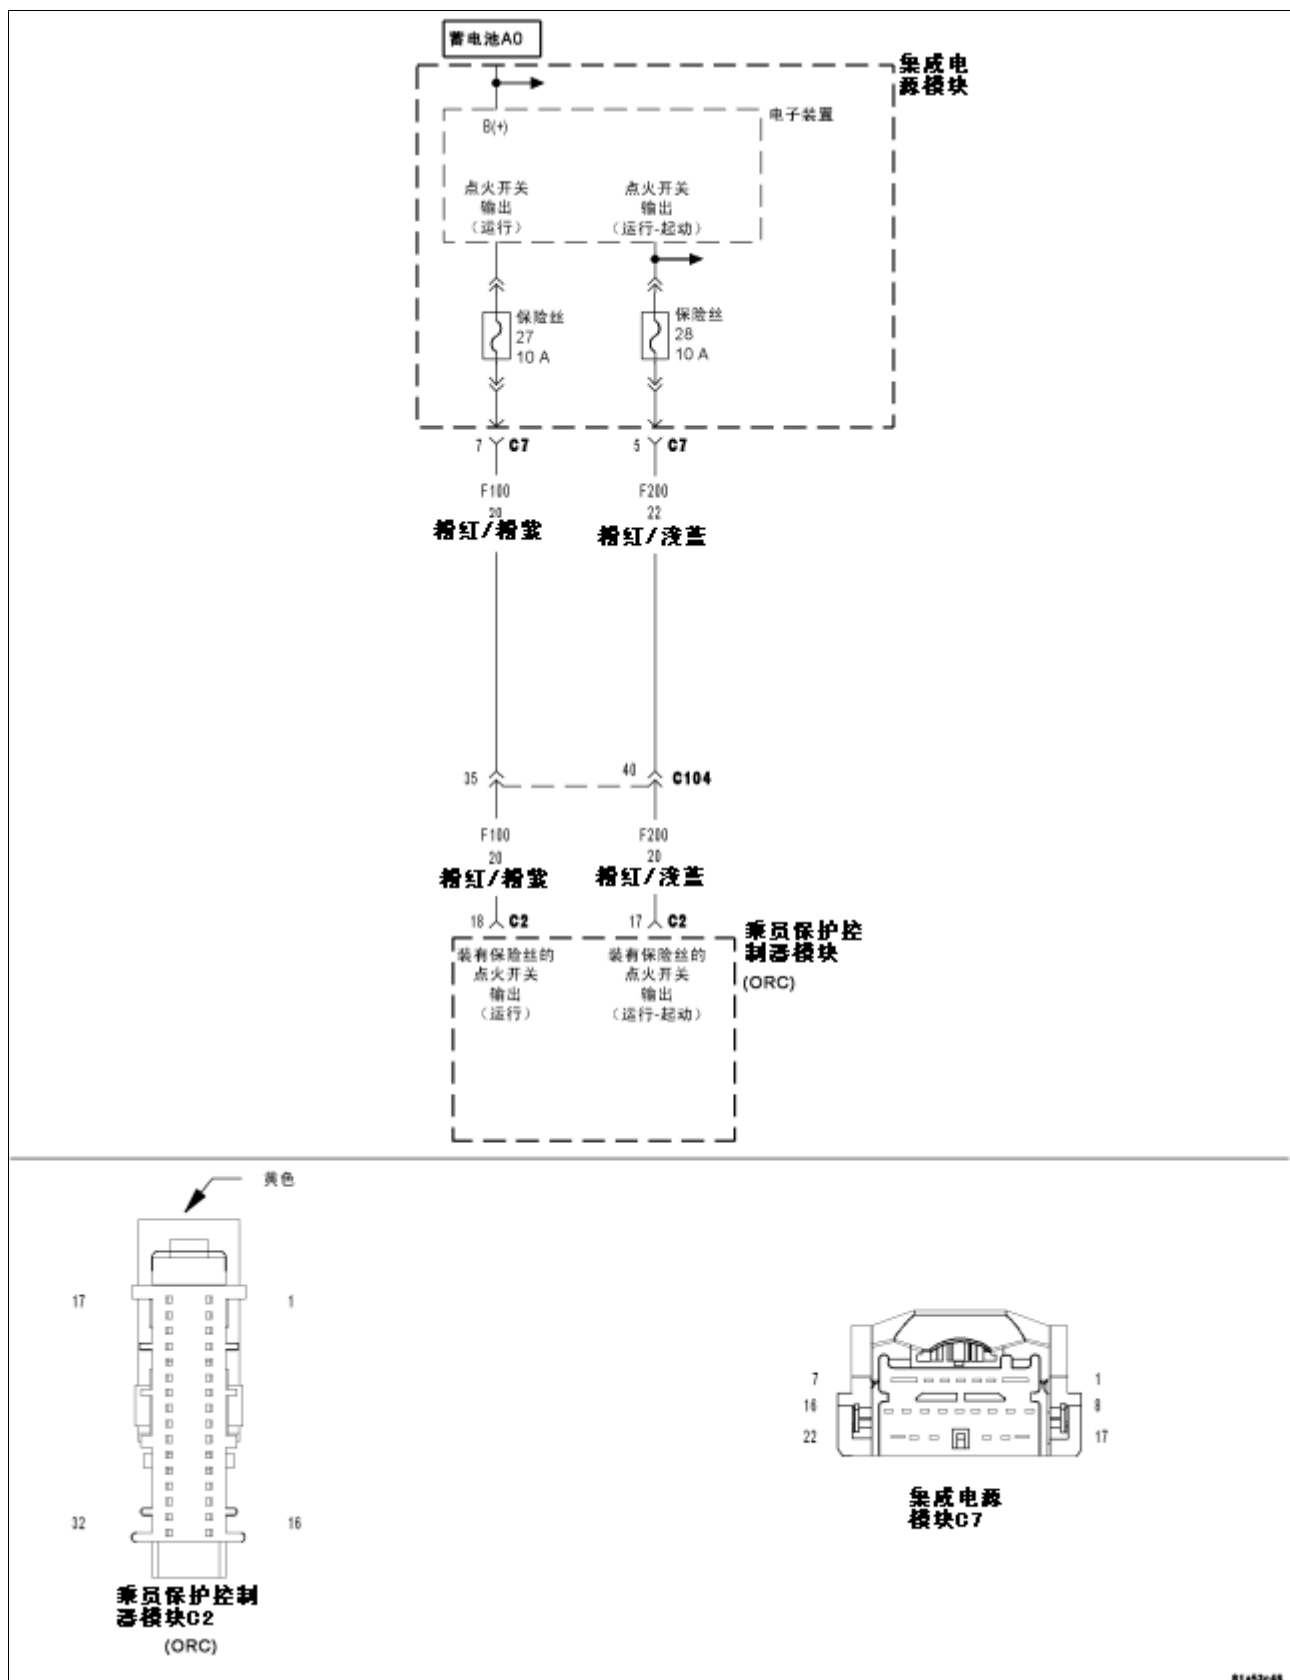 蓄电池A0
集成电
源模块
电子装置
B(+)
点火开关
输出
（运行）
点火开关
输出
（运行-起动）
保险丝
27
10 A
保险丝
28
10 A
7 C7
5 C7
F100
20
粉红/粉紫
F200
22
粉红/浅蓝
35
40 C104
F100
20
粉红/粉紫
F200
20
粉红/浅蓝
18 C2
17 C2
乘员保护控
制器模块
(ORC)
装有保险丝的
点火开关
输出
（运行）
装有保险丝的
点火开关
输出
（运行-起动）
黄色
17 1
32 16
乘员保护控制
器模块C2
(ORC)
7 1
16 8
22 17
集成电源
模块C7